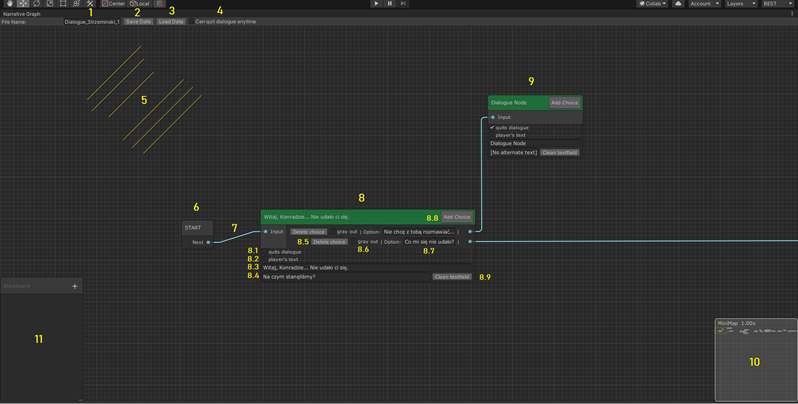 Center Local Collab Account Layers BEST
1 2 3 4
Narrative Graph
File Name: Dialogue_Strzeminski_1 Save Data Load Data Can quit dialogue anytime
5
9
Dialogue Node Add Choice
Input
quits dialogue
player's text
Dialogue Node
[No alternate text] Clean textfield
6
8
7
START
Next
Witaj, Konradzie... Nie udało ci się. 8.8 Add Choice
Input Delete choice gray out | Option: Nie chcę z tobą rozmawiać...
8.5 Delete choice gray out | Option: Co mi się nie udało?
8.6 8.7
8.1 quits dialogue
8.2 player's text
8.3 Witaj, Konradzie... Nie udało ci się.
8.4 Na czym stanęliśmy? Clean textfield 8.9
Blackboard +
11
MiniMap 1.00x
10